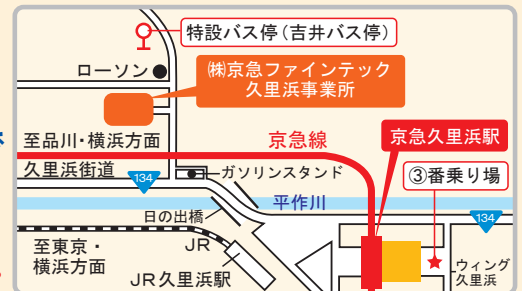 特設バス停（吉井バス停）
ローソン
㈱京急ファインテック
久里浜事業所
至品川・横浜方面
京急線
京急久里浜駅
久里浜街道
134
ガソリンスタンド
③番乗り場
平作川
日の出橋
134
至東京・
横浜方面
JR
JR久里浜駅
ウィング
久里浜